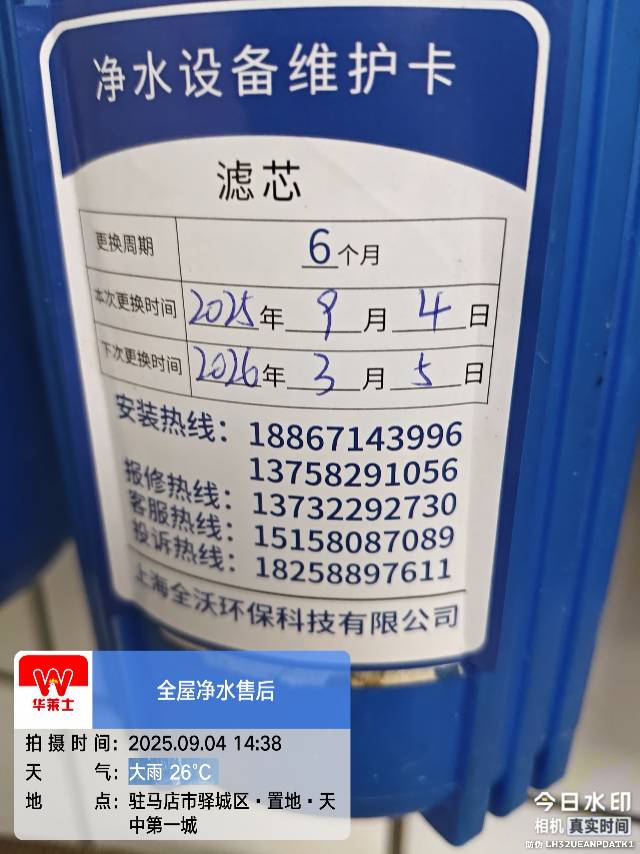 净水设备维护卡
滤芯
更换周期 6个月
本次更换时间 2025年 9 月 4 日
下次更换时间 2026年 3 月 5 日
安装热线：18867143996
13758291056
报修热线：13732292730
客服热线：15158087089
投诉热线：18258897611
上海全沃环保科技有限公司
华莱士
全屋净水售后
拍摄时间：2025.09.04 14:38
天气：大雨 26℃
地点：驻马店市驿城区·置地·天
中第一城
今日水印
相机 真实时间
防伪 LH32UEANPDATK1